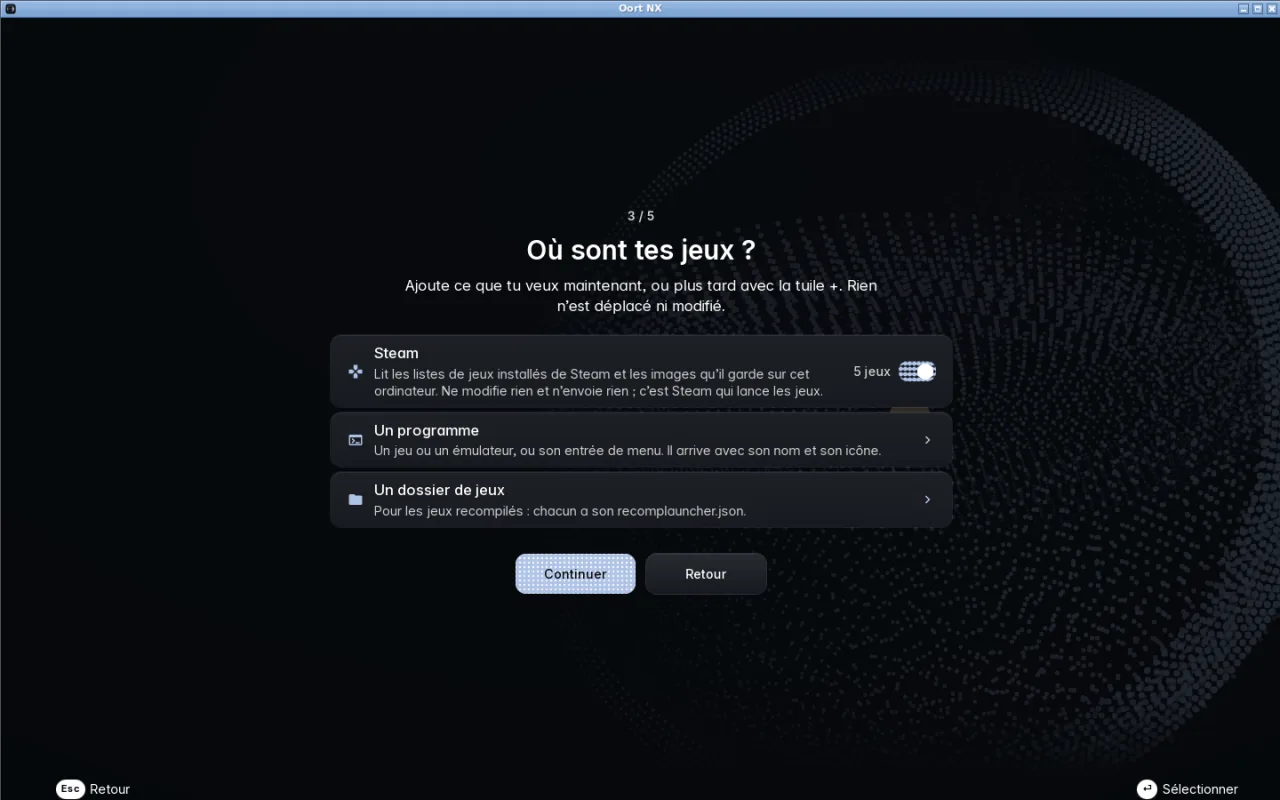 Oort NX
3 / 5
Où sont tes jeux ?
Ajoute ce que tu veux maintenant, ou plus tard avec la tuile +. Rien
n’est déplacé ni modifié.
Steam
Lit les listes de jeux installés de Steam et les images qu’il garde sur cet
ordinateur. Ne modifie rien et n’envoie rien ; c’est Steam qui lance les jeux.
5 jeux
Un programme
Un jeu ou un émulateur, ou son entrée de menu. Il arrive avec son nom et son icône.
Un dossier de jeux
Pour les jeux recompilés : chacun a son recomplauncher.json.
Continuer
Retour
Esc Retour
Sélectionner